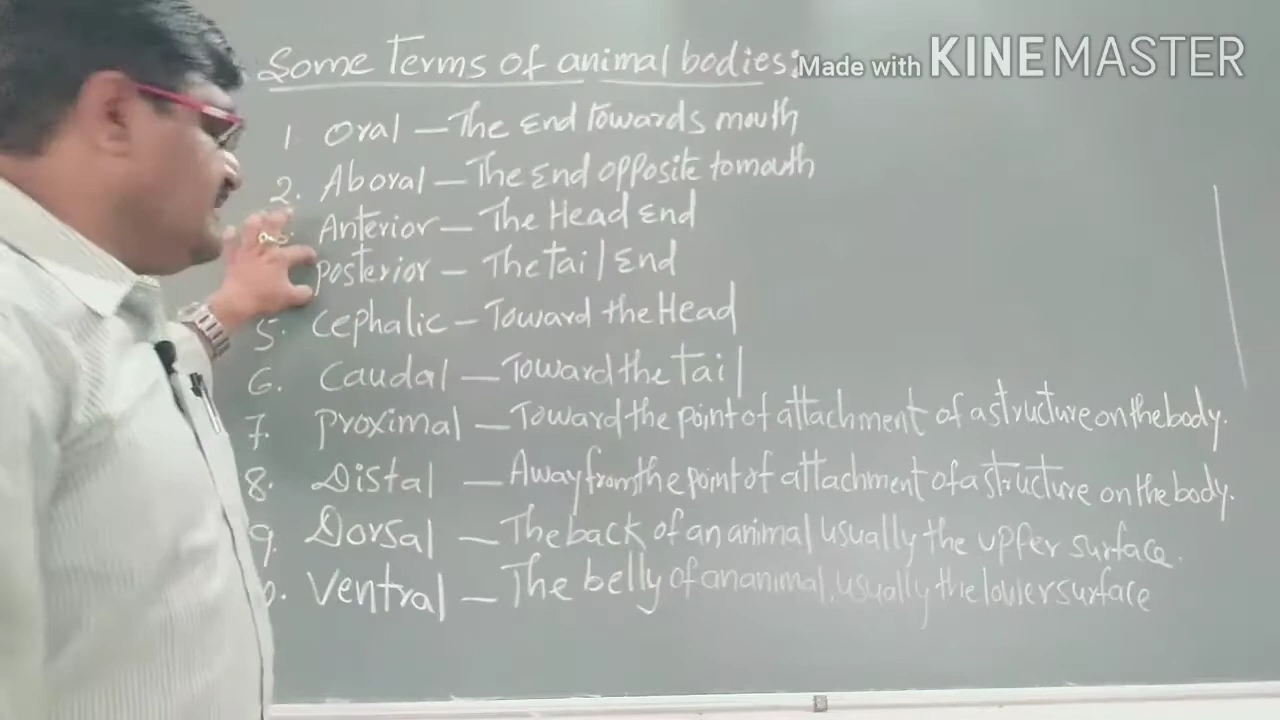 Some Terms of animal bodies:
Made with KINEMASTER
1 Oral — The End towards mouth
2. Aboral — The End opposite to mouth
Anterior — The Head End
Posterior — The tail End
5. Cephalic — Toward the Head
6. Caudal — Toward the Tail
7. Proximal — Toward the point of attachment of a structure on the body.
8. Distal — Away from the point of attachment of a structure on the body.
9. Dorsal — The back of an animal usually the upper surface.
0. Ventral — The belly of an animal, usually the lower surface